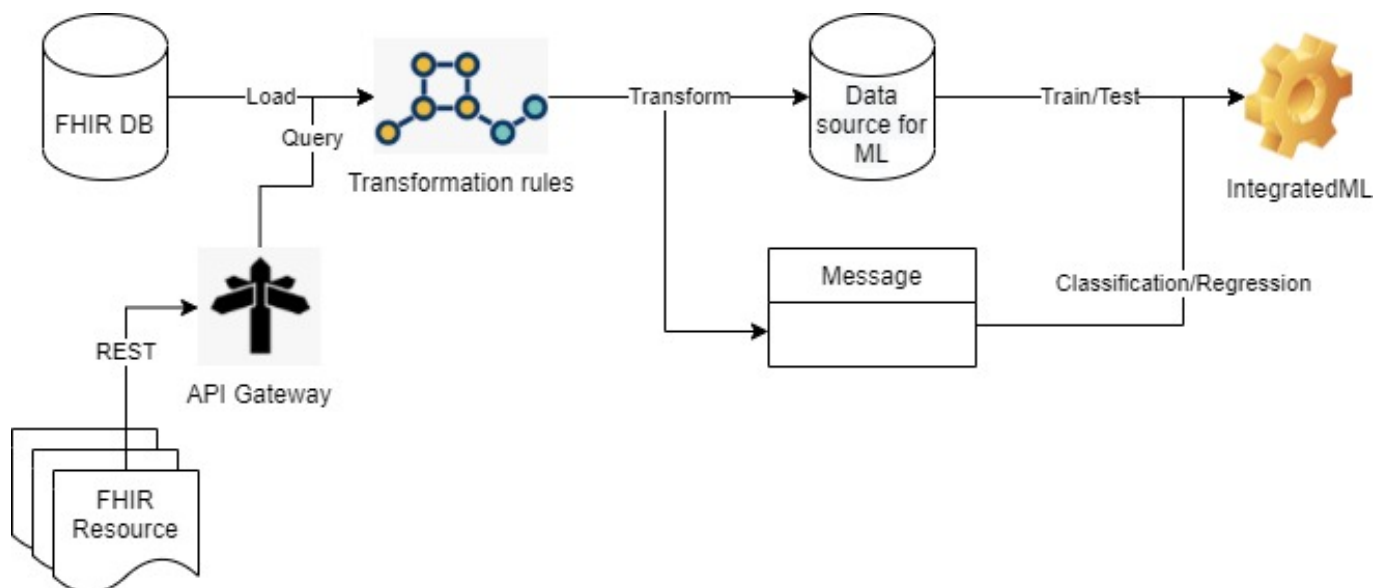 FHIR DB
Load
Query
Transformation rules
Transform
Data
source for
ML
Train/Test
IntegratedML
Message
Classification/Regression
REST
API Gateway
FHIR
Resource